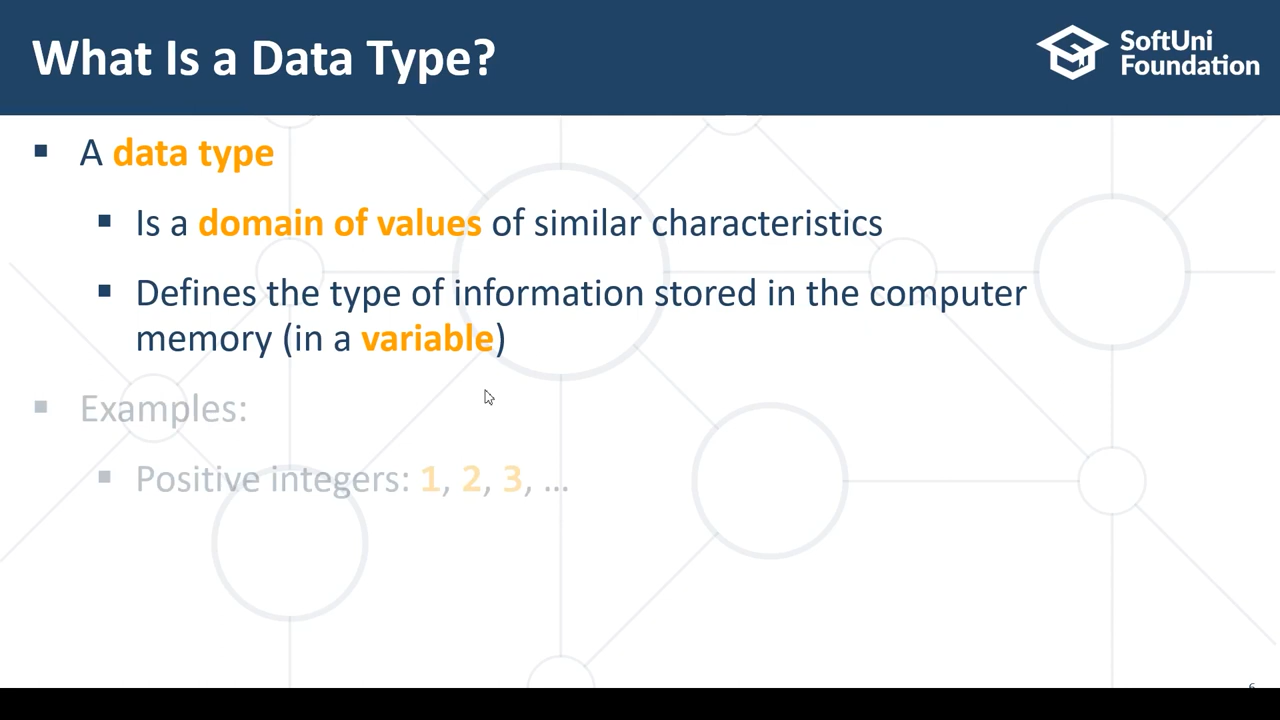 What Is a Data Type?
SoftUni
Foundation
▪ A data type
▪ Is a domain of values of similar characteristics
▪ Defines the type of information stored in the computer
memory (in a variable)
▪ Examples:
▪ Positive integers: 1, 2, 3, …